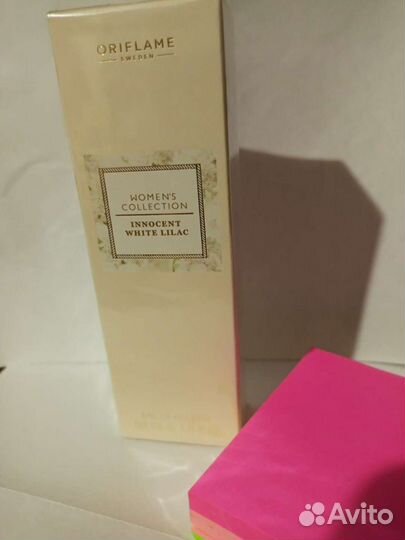 ORIFLAME
SWEDEN
WOMEN'S
COLLECTION
INNOCENT
WHITE LILAC
Avito